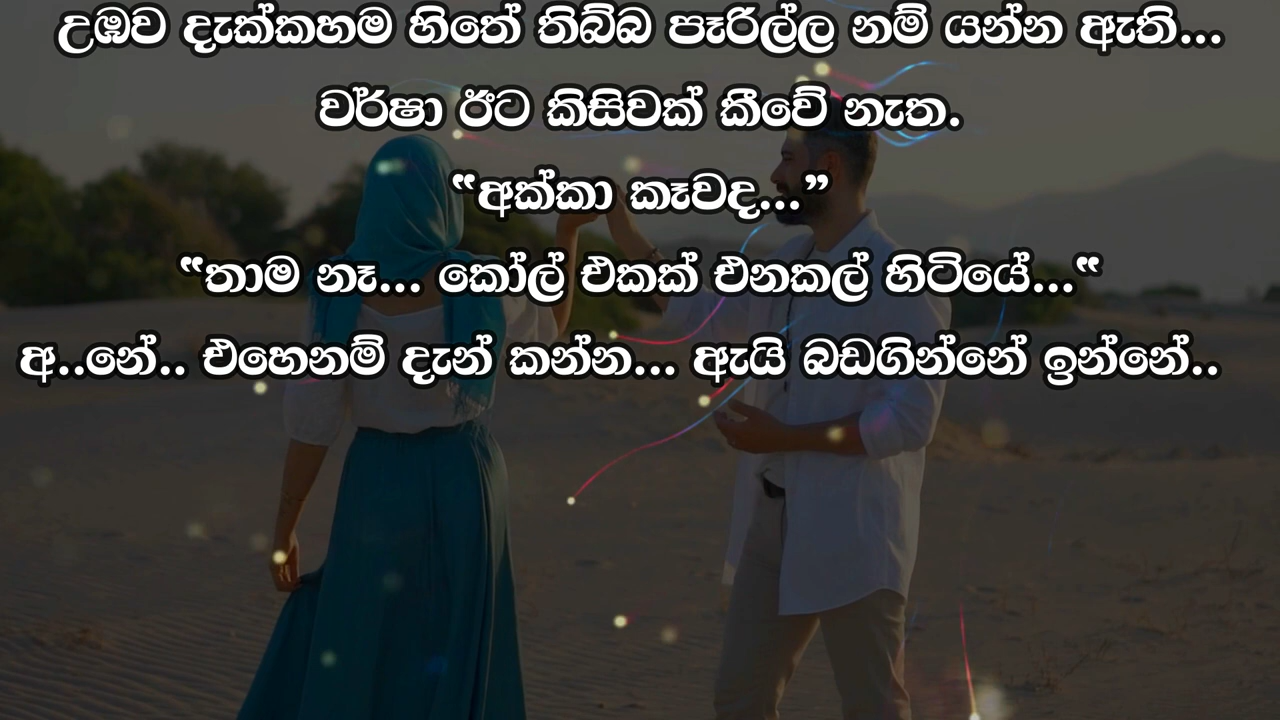 උඹව දැක්කහම හිතේ තිබ්බ පෑරිල්ල නම් යන්න ඇති...
වර්ෂා ඊට කිසිවක් කීවේ නැත.
“අක්කා කෑවද...”
“තාම නෑ... කෝල් එකක් එනකල් හිටියේ...“
අ..නේ.. එහෙනම් දැන් කන්න... ඇයි බඩගින්නේ ඉන්නේ..